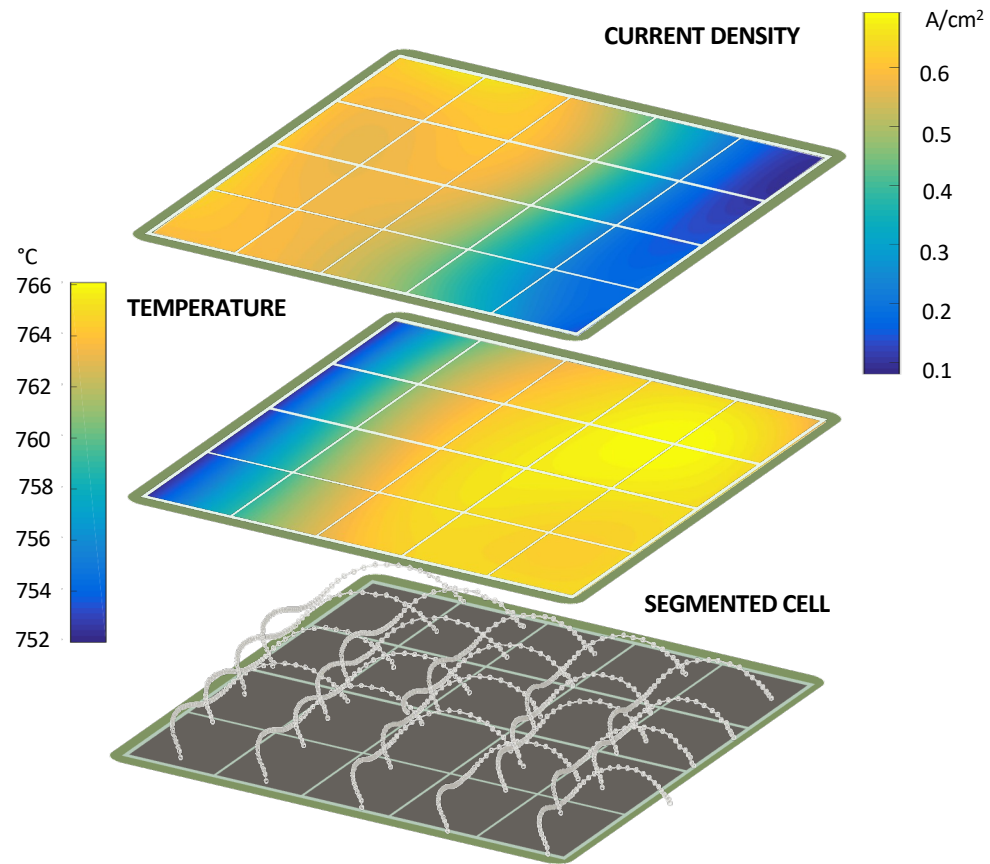 A/cm²
CURRENT DENSITY
0.6
0.5
0.4
0.3
0.2
0.1
°C
766
764
762
760
758
756
754
752
TEMPERATURE
SEGMENTED CELL